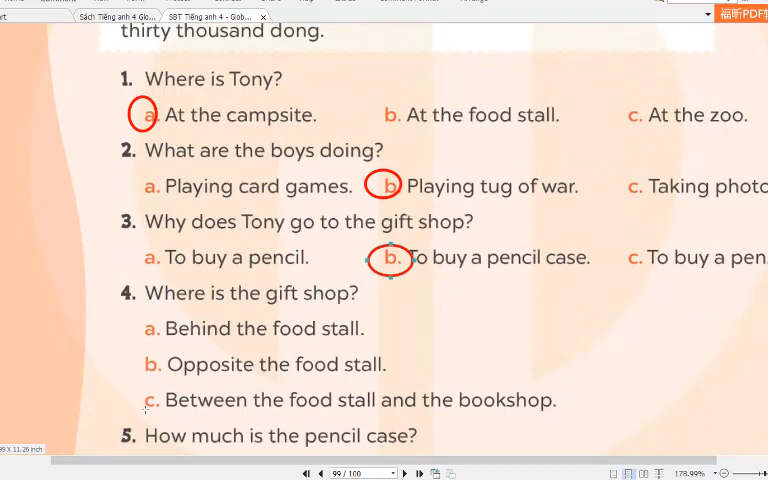 Sách Tiếng anh 4 Glo...
SBT Tiếng anh 4 - Glob...
福昕PDF
thirty thousand dong.
1. Where is Tony?
a. At the campsite. b. At the food stall. c. At the zoo.
2. What are the boys doing?
a. Playing card games. b. Playing tug of war. c. Taking photo
3. Why does Tony go to the gift shop?
a. To buy a pencil. b. To buy a pencil case. c. To buy a pen.
4. Where is the gift shop?
a. Behind the food stall.
b. Opposite the food stall.
c. Between the food stall and the bookshop.
5. How much is the pencil case?
99 X 11.26 inch
99 / 100
178.99%